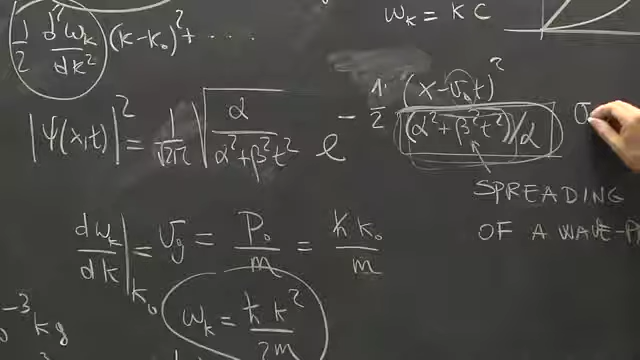 ω_k = k c
1/2 d²ω_k/dk² (k-k₀)² + ....
|Ψ(x,t)|² = 1/√2π √(α/(α²+β²t²)) e^{-1/2 (x-v_g t)²/((α²+β²t²)/α)} σ
SPREADING
OF A WAVE-P
dω_k/dk|_{k₀} = v_g = p₀/m = ħk₀/m
ω_k = ħk²/2m
⁻³ kg